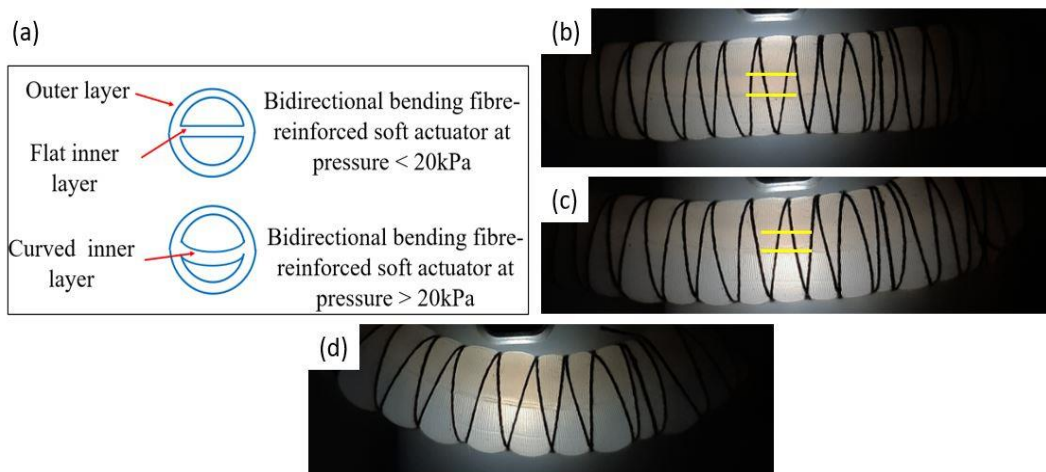 (a)
Outer layer
Flat inner
layer
Bidirectional bending fibre-
reinforced soft actuator at
pressure < 20kPa
Curved inner
layer
Bidirectional bending fibre-
reinforced soft actuator at
pressure > 20kPa
(b)
(c)
(d)